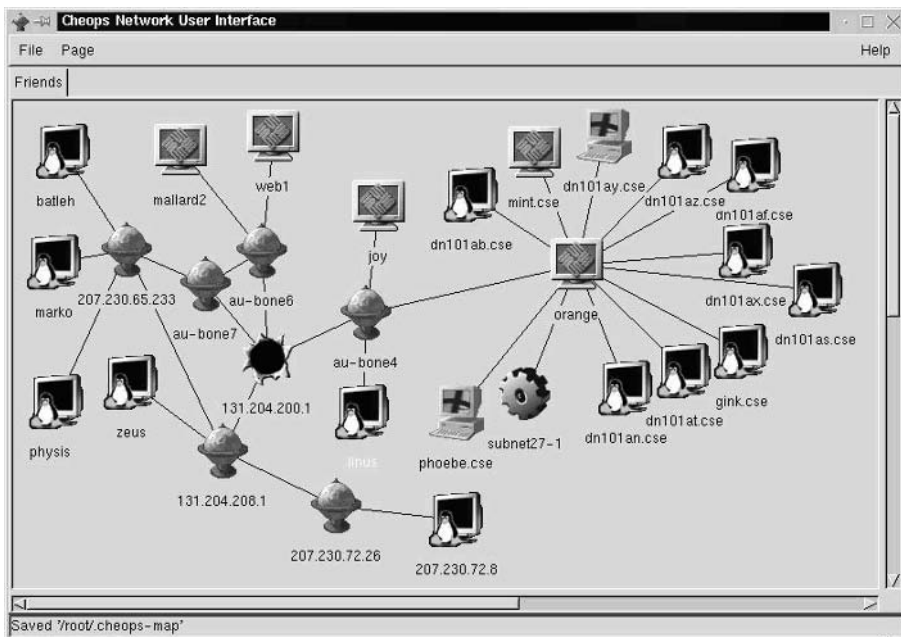 Cheops Network User Interface
File Page Help
Friends
batleh
mallard2
web1
mint.cse
dn101ay.cse
dn101az.cse
dn101af.cse
dn101ab.cse
joy
marko
207.230.65.233
au-bone6
au-bone7
orange
dn101ax.cse
dn101as.cse
au-bone4
131.204.200.1
physis
zeus
linus
phoebe.cse
subnet27-1
dn101an.cse
dn101at.cse
gink.cse
131.204.208.1
207.230.72.26
207.230.72.8
Saved '/root/.cheops-map'